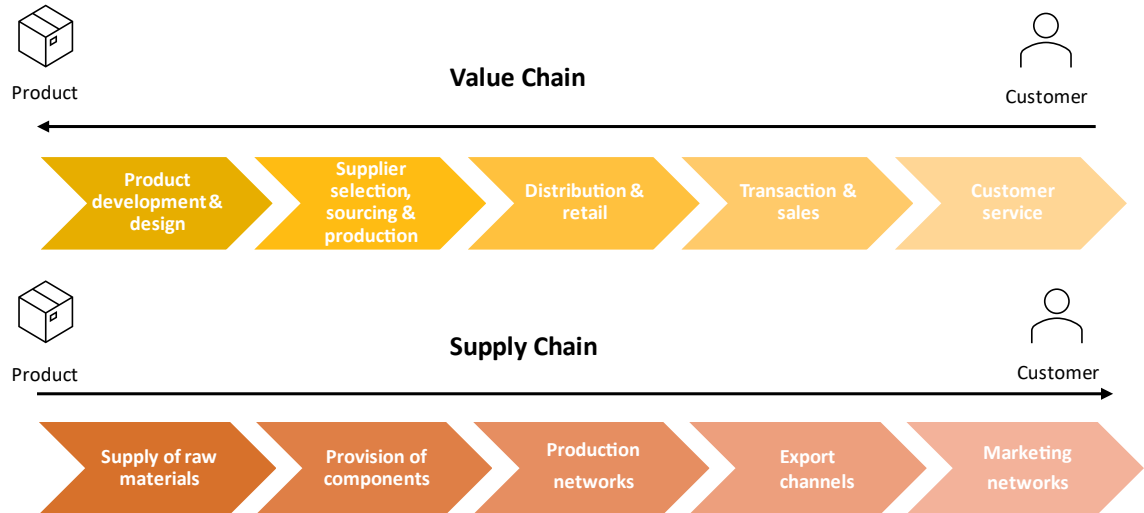 Product
Value Chain
Customer
Product
development &
design
Supplier
selection,
sourcing &
production
Distribution &
retail
Transaction &
sales
Customer
service
Product
Supply Chain
Customer
Supply of raw
materials
Provision of
components
Production
networks
Export
channels
Marketing
networks